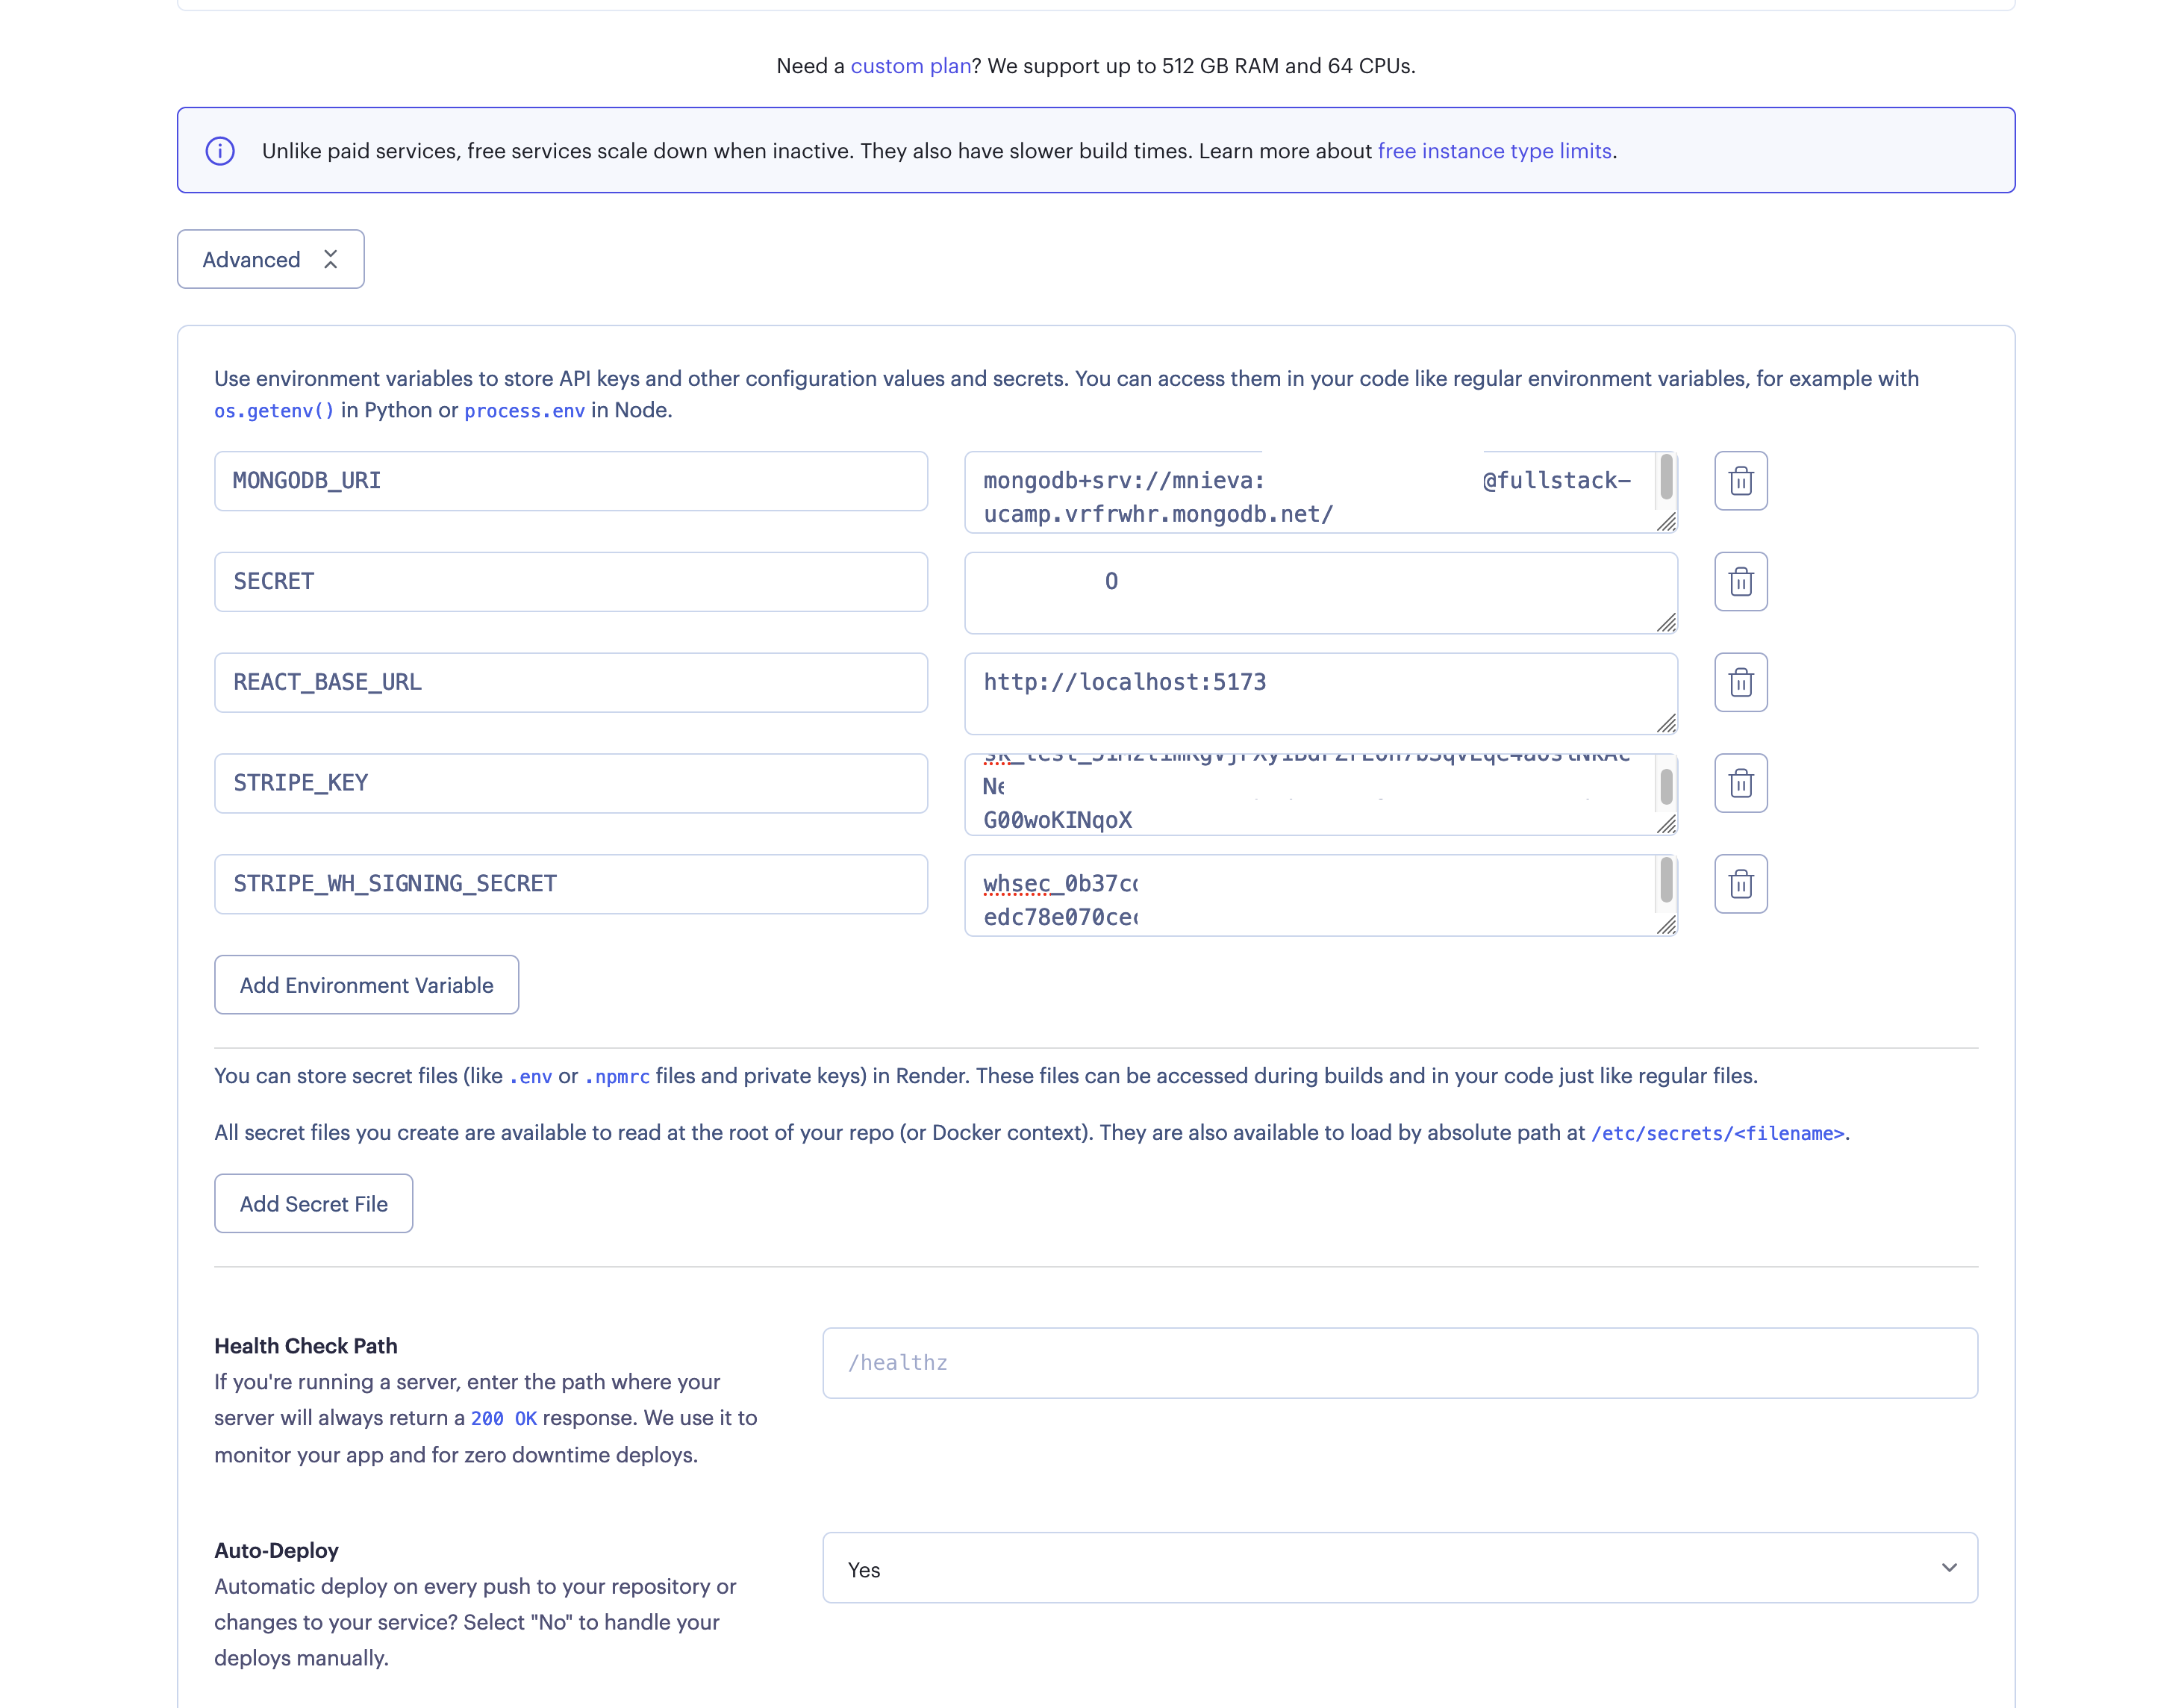 Need a custom plan? We support up to 512 GB RAM and 64 CPUs.
Unlike paid services, free services scale down when inactive. They also have slower build times. Learn more about free instance type limits.
Advanced
Use environment variables to store API keys and other configuration values and secrets. You can access them in your code like regular environment variables, for example with
os.getenv() in Python or process.env in Node.
MONGODB_URI
mongodb+srv://mnieva: @fullstack-
ucamp.vrfrwhr.mongodb.net/
SECRET
O
REACT_BASE_URL
http://localhost:5173
STRIPE_KEY
G00woKINqoX
STRIPE_WH_SIGNING_SECRET
whsec_0b37c
edc78e070ce
Add Environment Variable
You can store secret files (like .env or .npmrc files and private keys) in Render. These files can be accessed during builds and in your code just like regular files.
All secret files you create are available to read at the root of your repo (or Docker context). They are also available to load by absolute path at /etc/secrets/<filename>.
Add Secret File
Health Check Path
/healthz
If you're running a server, enter the path where your
server will always return a 200 OK response. We use it to
monitor your app and for zero downtime deploys.
Auto-Deploy
Yes
Automatic deploy on every push to your repository or
changes to your service? Select "No" to handle your
deploys manually.